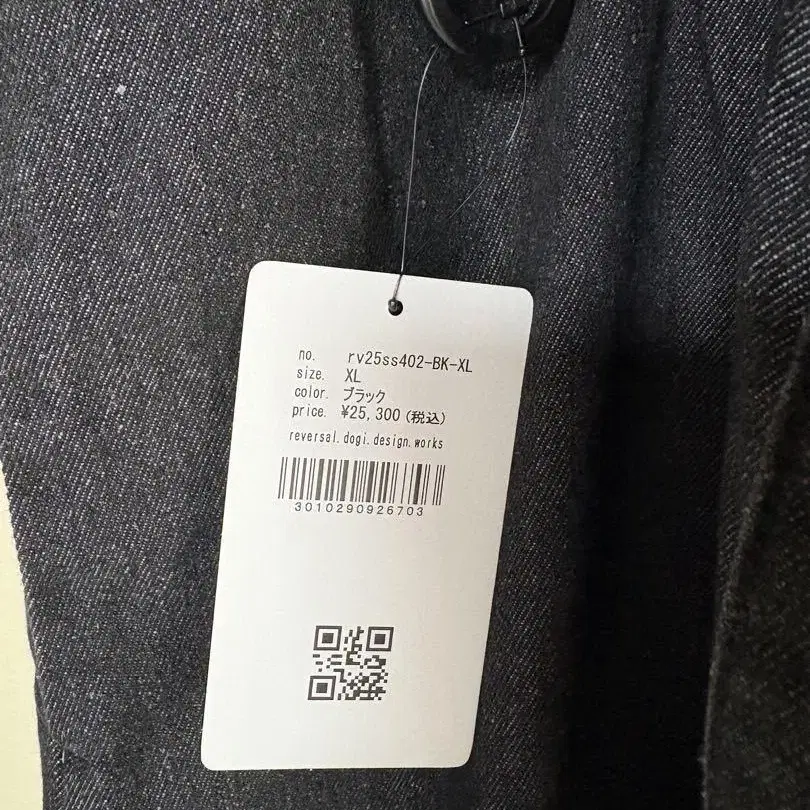 no. rv25ss402-BK-XL
size. XL
color. ブラック
price. ¥25,300(税込)
reversal.dogi.design.works
3010290926703